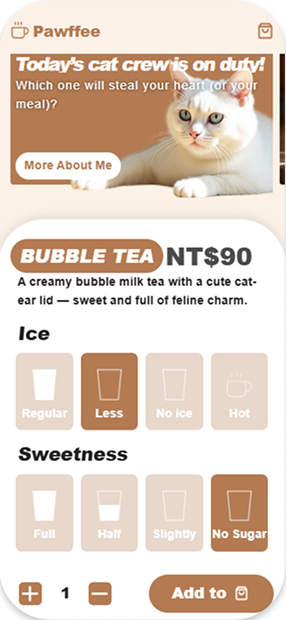 Pawffee
Today's cat crew is on duty!
Which one will steal your heart (or your
meal)?
More About Me
BUBBLE TEA NT$90
A creamy bubble milk tea with a cute cat-
ear lid — sweet and full of feline charm.
Ice
Regular Less No ice Hot
Sweetness
Full Half Slightly No Sugar
1
Add to